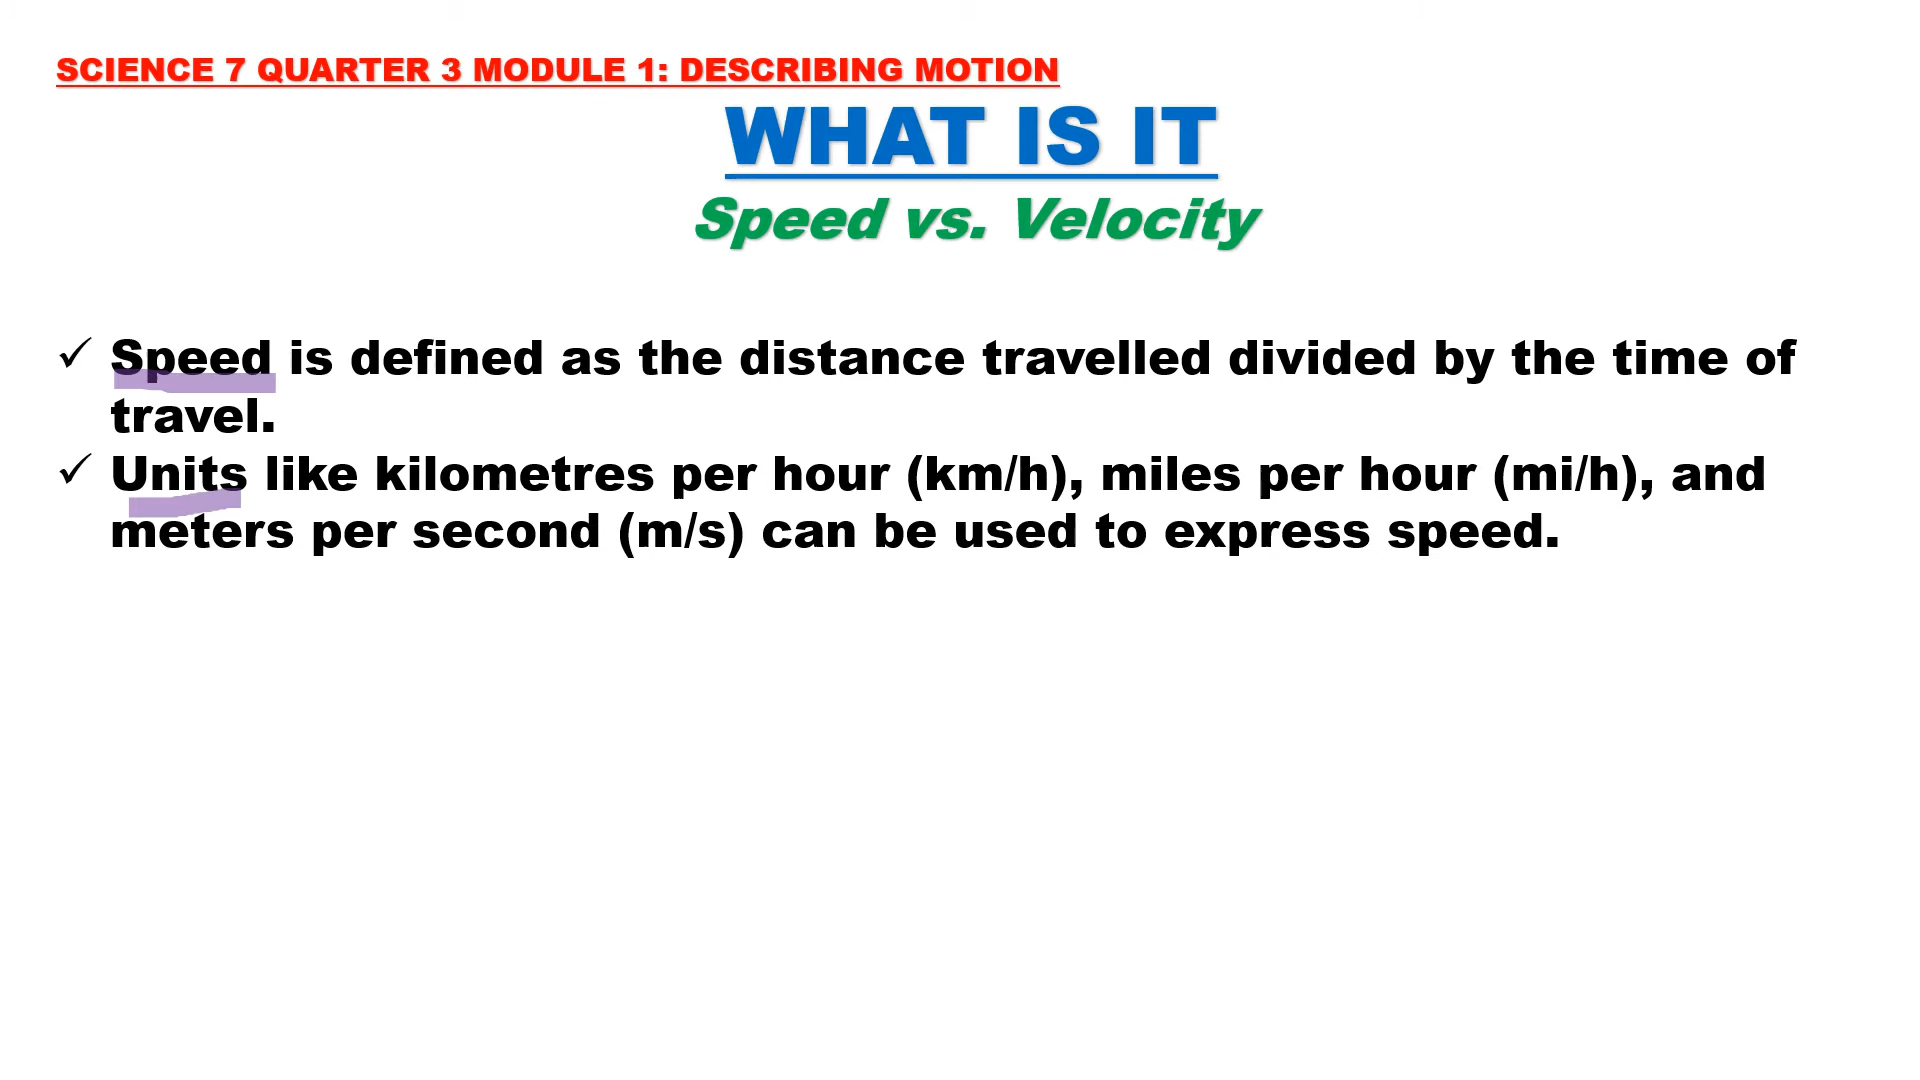 SCIENCE 7 QUARTER 3 MODULE 1: DESCRIBING MOTION
WHAT IS IT
Speed vs. Velocity
✓ Speed is defined as the distance travelled divided by the time of
travel.
✓ Units like kilometres per hour (km/h), miles per hour (mi/h), and
meters per second (m/s) can be used to express speed.